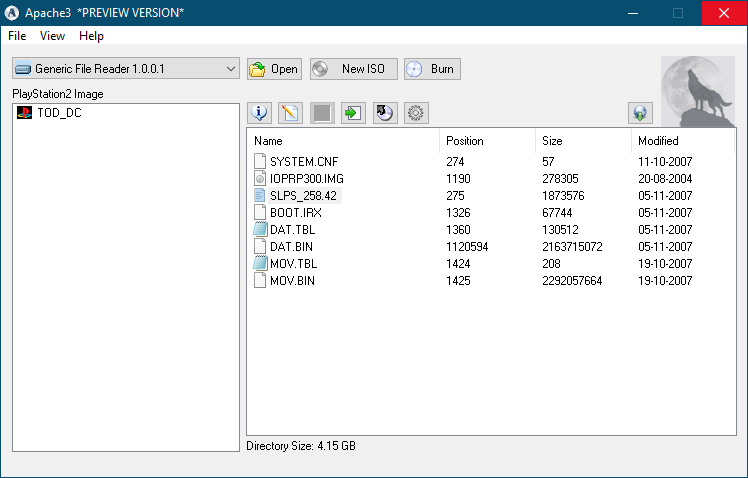 Apache3 *PREVIEW VERSION*
File View Help
Generic File Reader 1.0.0.1 Open New ISO Burn
PlayStation2 Image
TOD_DC
Name Position Size Modified
SYSTEM.CNF 274 57 11-10-2007
IOPRP300.IMG 1190 278305 20-08-2004
SLPS_258.42 275 1873576 05-11-2007
BOOT.IRX 1326 67744 05-11-2007
DAT.TBL 1360 130512 05-11-2007
DAT.BIN 1120594 2163715072 05-11-2007
MOV.TBL 1424 208 19-10-2007
MOV.BIN 1425 2292057664 19-10-2007
Directory Size: 4.15 GB